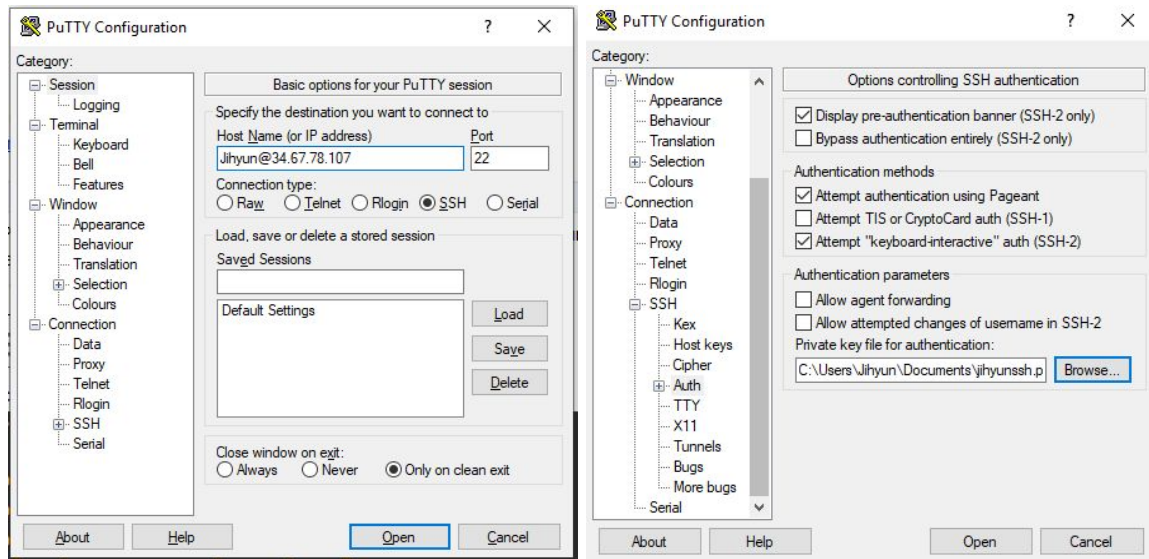 PuTTY Configuration
Category:
Session
Logging
Terminal
Keyboard
Bell
Features
Window
Appearance
Behaviour
Translation
Selection
Colours
Connection
Data
Proxy
Telnet
Rlogin
SSH
Serial
Basic options for your PuTTY session
Specify the destination you want to connect to
Host Name (or IP address) Port
Jihyun@34.67.78.107 22
Connection type:
Raw Telnet Rlogin SSH Serial
Load, save or delete a stored session
Saved Sessions
Default Settings
Load
Save
Delete
Close window on exit:
Always Never Only on clean exit
About Help Open Cancel
PuTTY Configuration
Category:
Window
Appearance
Behaviour
Translation
Selection
Colours
Connection
Data
Proxy
Telnet
Rlogin
SSH
Kex
Host keys
Cipher
Auth
TTY
X11
Tunnels
Bugs
More bugs
Serial
Options controlling SSH authentication
Display pre-authentication banner (SSH-2 only)
Bypass authentication entirely (SSH-2 only)
Authentication methods
Attempt authentication using Pageant
Attempt TIS or CryptoCard auth (SSH-1)
Attempt "keyboard-interactive" auth (SSH-2)
Authentication parameters
Allow agent forwarding
Allow attempted changes of username in SSH-2
Private key file for authentication:
C:\Users\Jihyun\Documents\jihyunssh.p Browse...
About Help Open Cancel